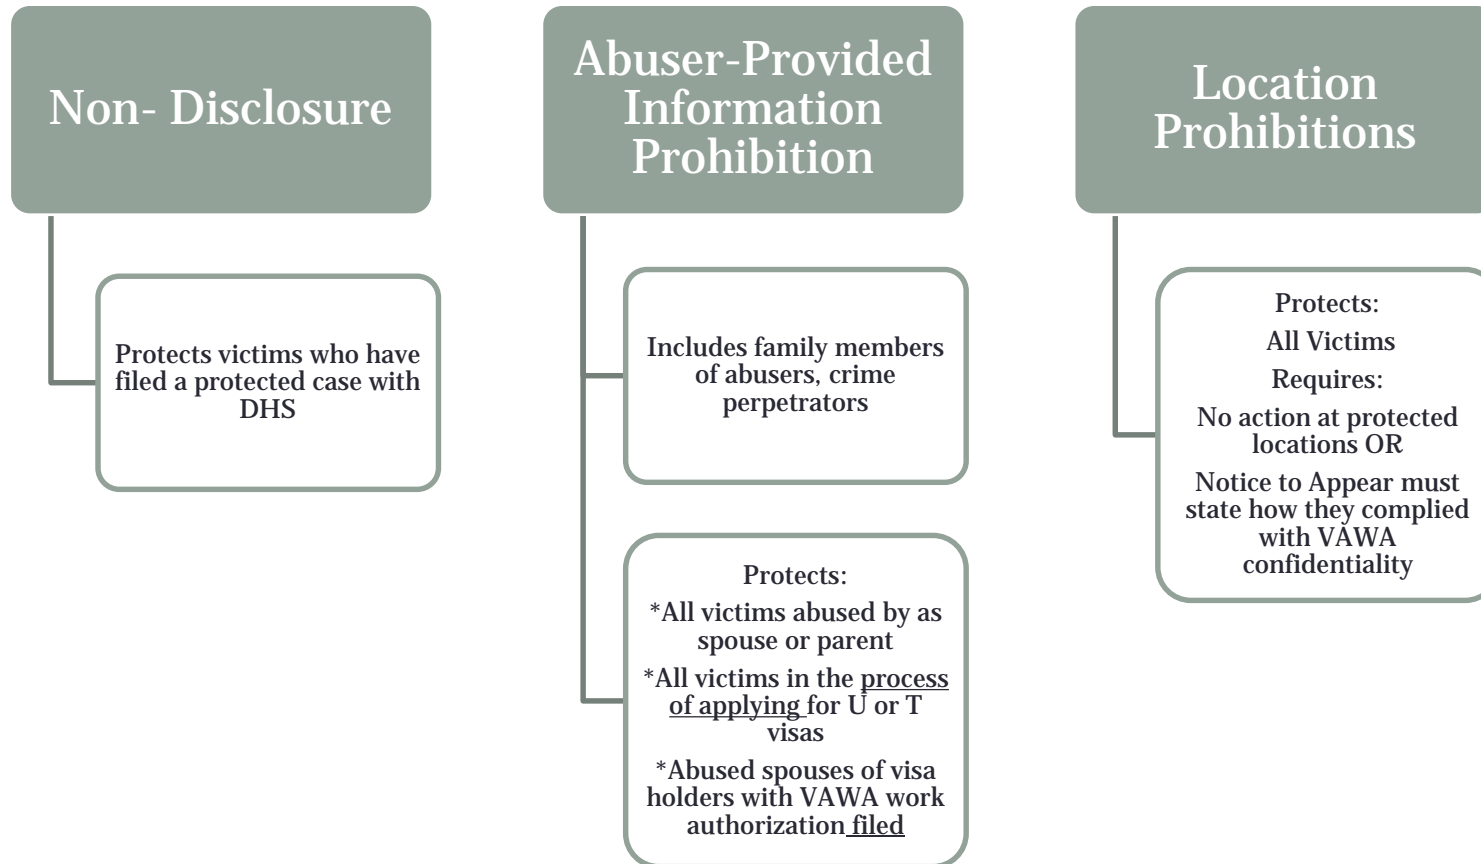 Non- Disclosure
Protects victims who have
filed a protected case with
DHS
Abuser-Provided
Information
Prohibition
Includes family members
of abusers, crime
perpetrators
Protects:
*All victims abused by as
spouse or parent
*All victims in the process
of applying for U or T
visas
*Abused spouses of visa
holders with VAWA work
authorization filed
Location
Prohibitions
Protects:
All Victims
Requires:
No action at protected
locations OR
Notice to Appear must
state how they complied
with VAWA
confidentiality